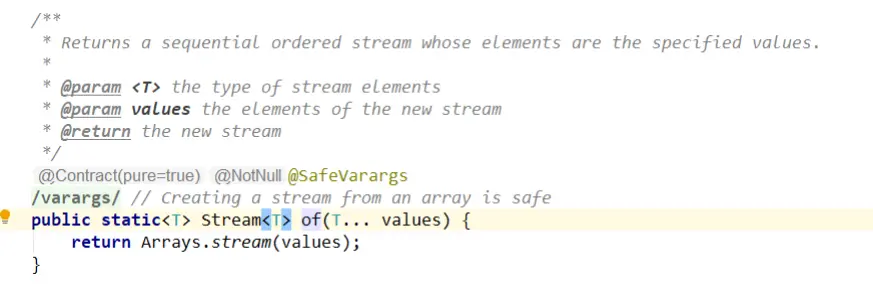 /**
 * Returns a sequential ordered stream whose elements are the specified values.
 *
 * @param <T> the type of stream elements
 * @param values the elements of the new stream
 * @return the new stream
 */
@Contract(pure=true) @NotNull @SafeVarargs
/varargs/ // Creating a stream from an array is safe
public static<T> Stream<T> of(T... values) {
    return Arrays.stream(values);
}